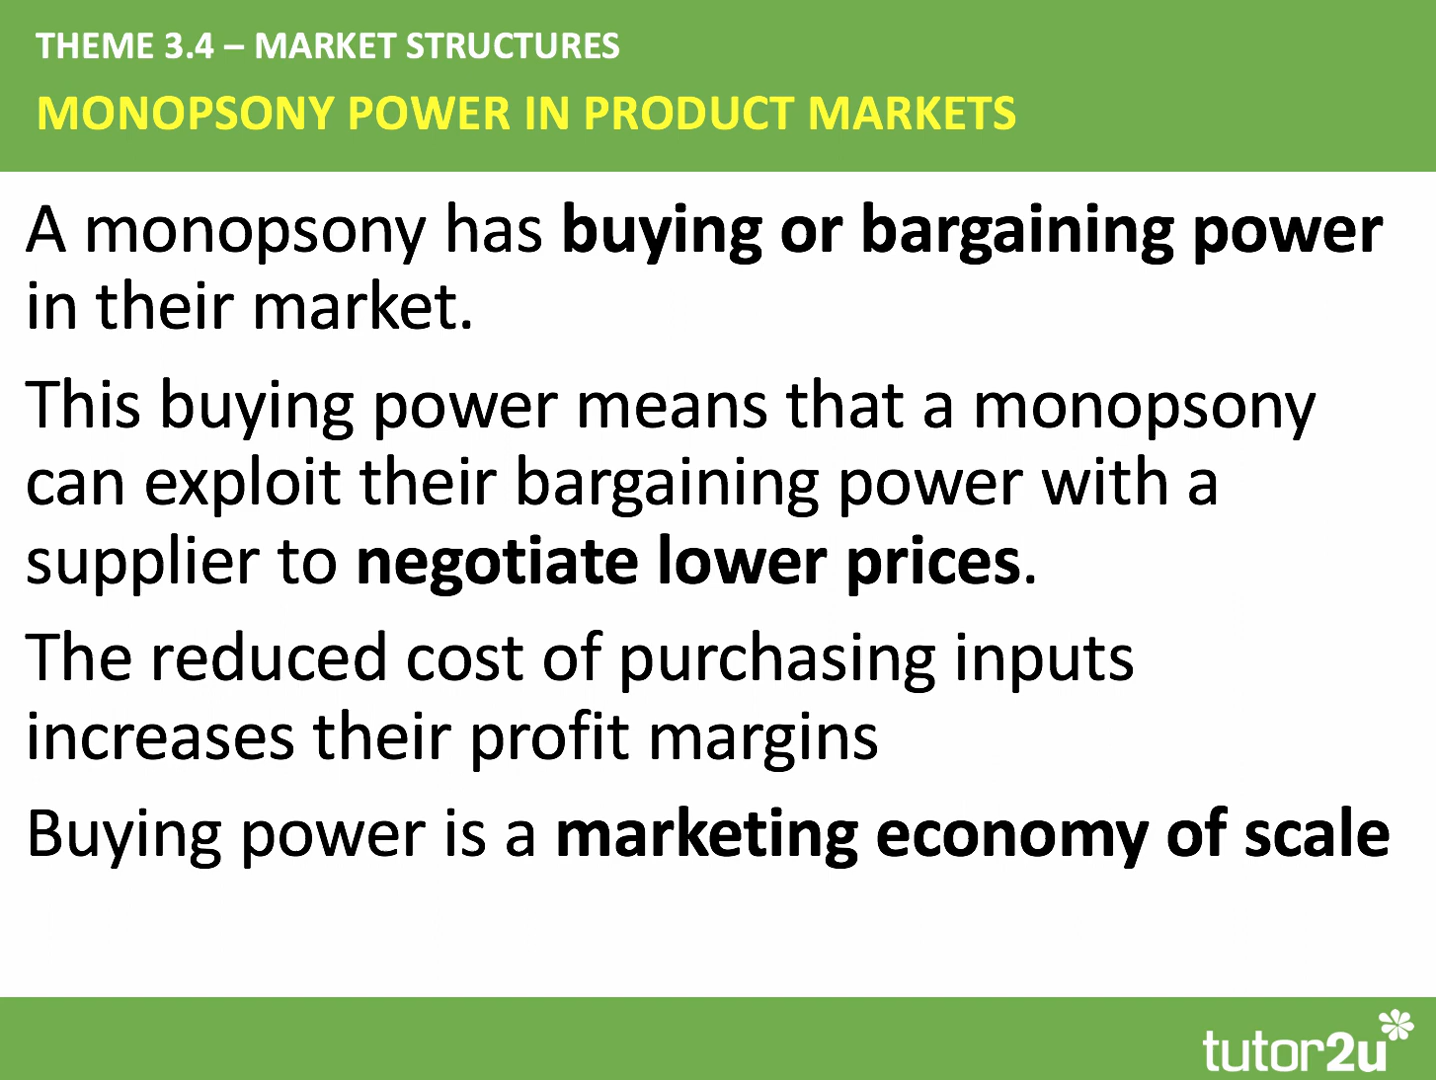 THEME 3.4 – MARKET STRUCTURES
MONOPSONY POWER IN PRODUCT MARKETS
A monopsony has buying or bargaining power
in their market.
This buying power means that a monopsony
can exploit their bargaining power with a
supplier to negotiate lower prices.
The reduced cost of purchasing inputs
increases their profit margins
Buying power is a marketing economy of scale
tutor2u